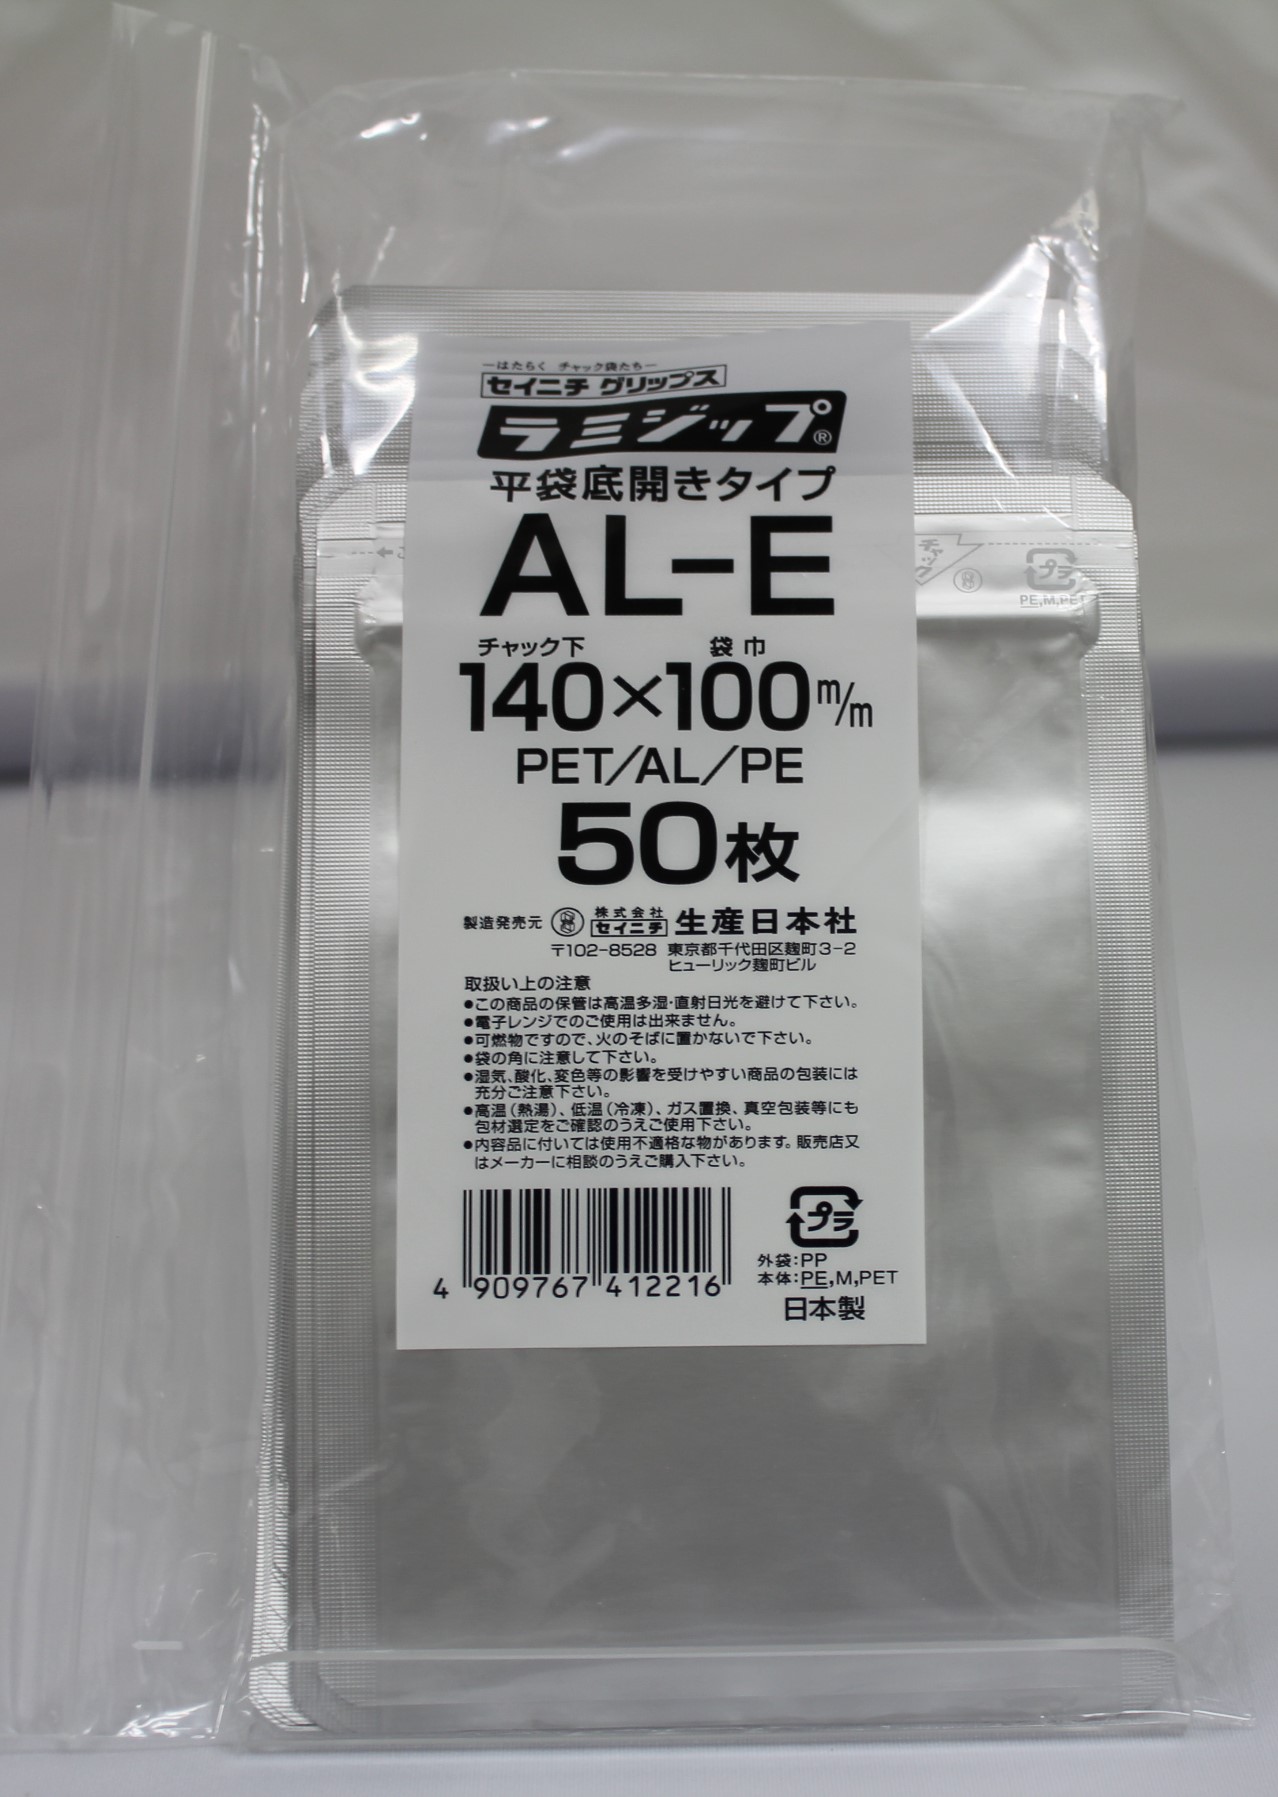 ―はたらく チャック袋たち―
セイニチ グリップス
ラミジップ®
平袋底開きタイプ
AL-E
チャック下 袋巾
140×100m/m
PET/AL/PE
50枚
製造発売元 株式会社 セイニチ 生産日本社
〒102-8528 東京都千代田区麹町3-2
ヒューリック麹町ビル
取扱い上の注意
●この商品の保管は高温多湿・直射日光を避けて下さい。
●電子レンジでのご使用は出来ません。
●可燃物ですので、火のそばに置かないで下さい。
●袋の角に注意して下さい。
●湿気、酸化、変色等の影響を受けやすい商品の包装には
充分ご注意下さい。
●高温(熱湯)、低温(冷凍)、ガス置換、真空包装等にも
包材選定をご確認のうえご使用下さい。
●内容品に付いては使用不適格な物があります。販売店又
はメーカーに相談のうえご購入下さい。
4 909767 412216
プラ
外袋:PP
本体:PE,M,PET
日本製
チャック
プラ
PE,M,PET